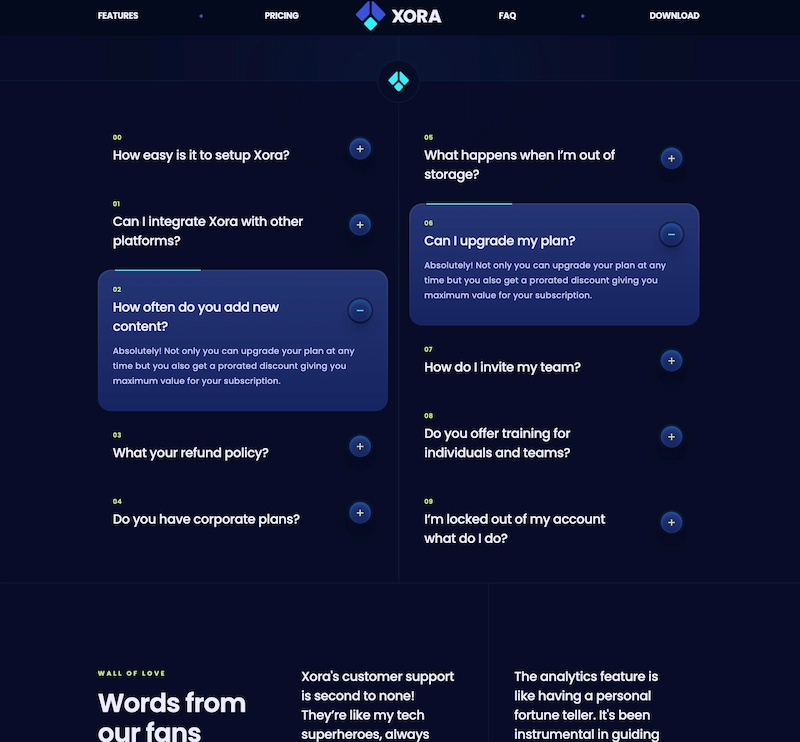 FEATURES
PRICING
XORA
FAQ
DOWNLOAD
00
How easy is it to setup Xora?
01
Can I integrate Xora with other
platforms?
02
How often do you add new
content?
Absolutely! Not only you can upgrade your plan at any
time but you also get a prorated discount giving you
maximum value for your subscription.
03
What your refund policy?
04
Do you have corporate plans?
05
What happens when I’m out of
storage?
06
Can I upgrade my plan?
Absolutely! Not only you can upgrade your plan at any
time but you also get a prorated discount giving you
maximum value for your subscription.
07
How do I invite my team?
08
Do you offer training for
individuals and teams?
09
I’m locked out of my account
what do I do?
WALL OF LOVE
Words from
our fans
Xora's customer support
is second to none!
They’re like my tech
superheroes, always
The analytics feature is
like having a personal
fortune teller. It's been
instrumental in guiding